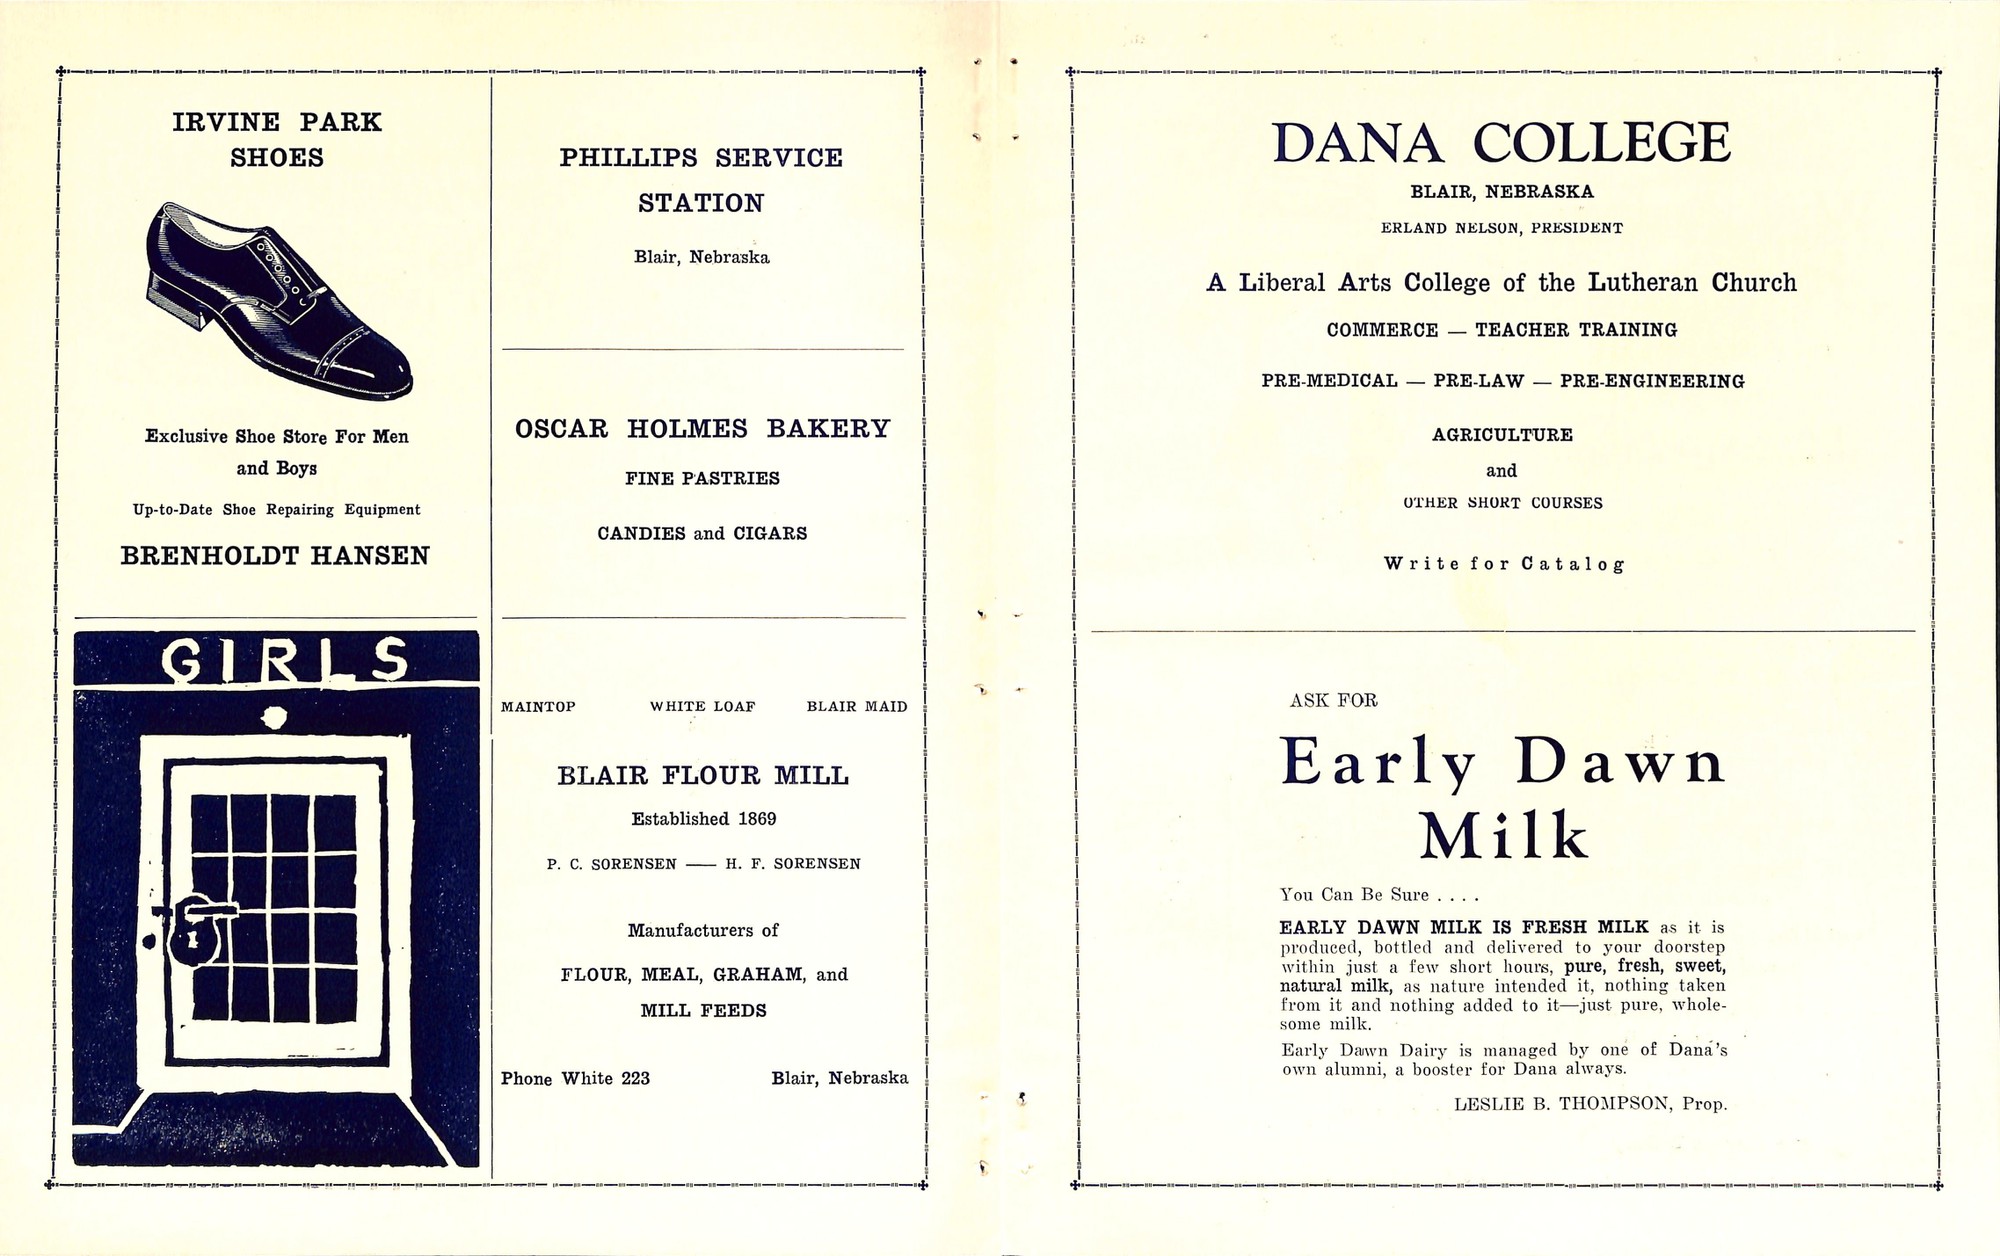 IRVINE PARK
SHOES
Exclusive Shoe Store For Men
and Boys
Up-to-Date Shoe Repairing Equipment
BRENHOLDT HANSEN
GIRLS
PHILLIPS SERVICE
STATION
Blair, Nebraska
OSCAR HOLMES BAKERY
FINE PASTRIES
CANDIES and CIGARS
MAINTOP WHITE LOAF BLAIR MAID
BLAIR FLOUR MILL
Established 1869
P. C. SORENSEN —— H. F. SORENSEN
Manufacturers of
FLOUR, MEAL, GRAHAM, and
MILL FEEDS
Phone White 223 Blair, Nebraska
DANA COLLEGE
BLAIR, NEBRASKA
ERLAND NELSON, PRESIDENT
A Liberal Arts College of the Lutheran Church
COMMERCE — TEACHER TRAINING
PRE-MEDICAL — PRE-LAW — PRE-ENGINEERING
AGRICULTURE
and
OTHER SHORT COURSES
Write for Catalog
ASK FOR
Early Dawn
Milk
You Can Be Sure . . . .
EARLY DAWN MILK IS FRESH MILK as it is
produced, bottled and delivered to your doorstep
within just a few short hours, pure, fresh, sweet,
natural milk, as nature intended it, nothing taken
from it and nothing added to it—just pure, whole-
some milk.
Early Dawn Dairy is managed by one of Dana's
own alumni, a booster for Dana always.
LESLIE B. THOMPSON, Prop.